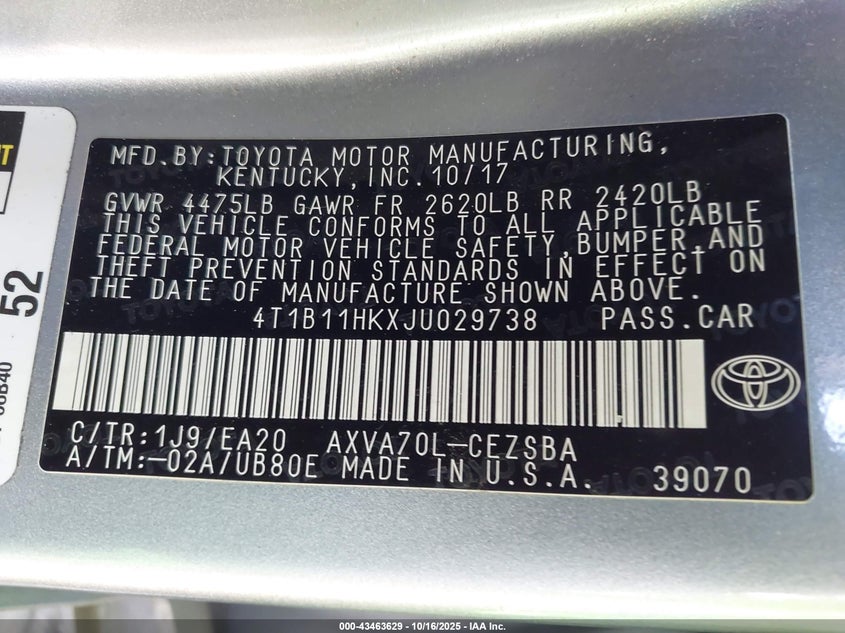 MFD.BY:TOYOTA MOTOR MANUFACTURING,
KENTUCKY,INC.10/17
GVWR 4475LB GAWR FR 2620LB RR 2420LB
THIS VEHICLE CONFORMS TO ALL APPLICABLE
FEDERAL MOTOR VEHICLE SAFETY,BUMPER,AND
THEFT PREVENTION STANDARDS IN EFFECT ON
THE DATE OF MANUFACTURE SHOWN ABOVE.
4T1B11HKXJU029738 PASS.CAR
C/TR:1J9/EA20 AXVA70L-CEZSBA
A/TM:-02A/UB80E MADE IN U.S.A. 39070
52
000-43463629 - 10/16/2025 - IAA Inc.